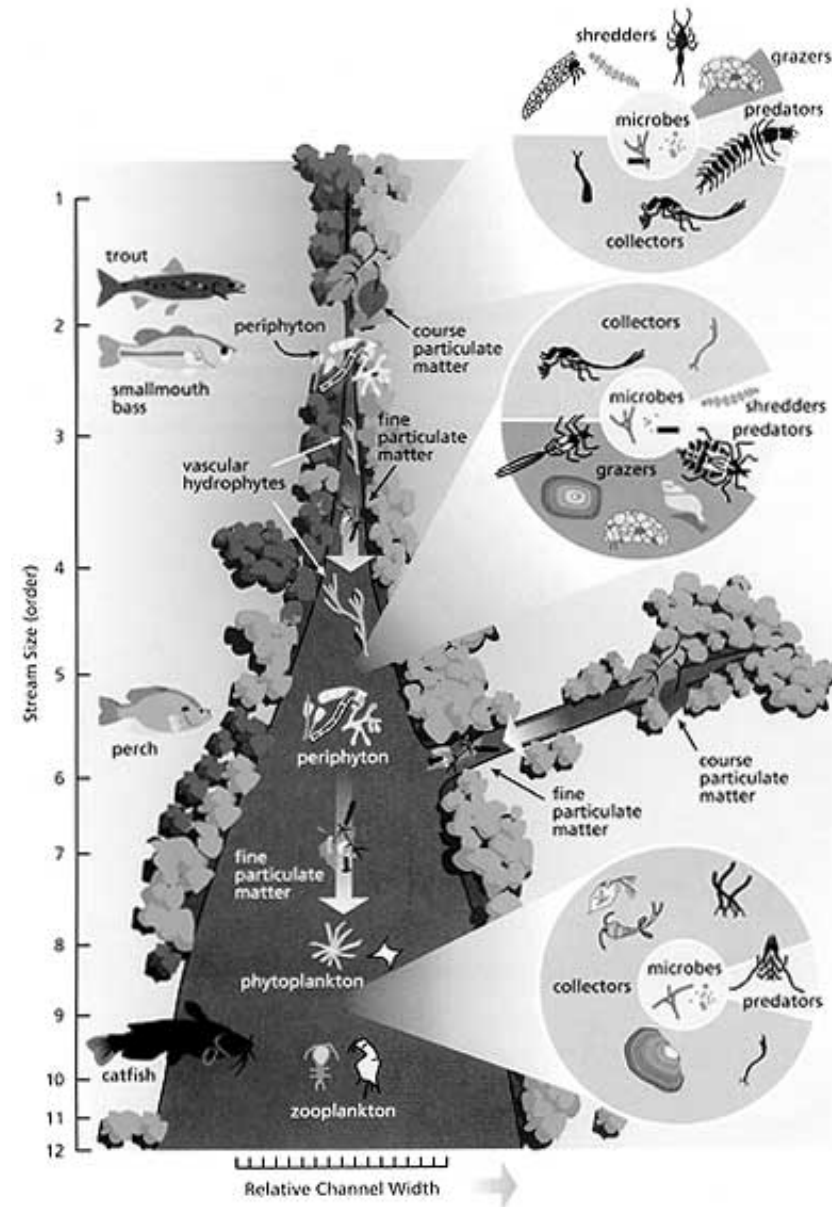 shredders
grazers
predators
microbes
collectors
1
trout
2
periphyton
course
particulate
matter
smallmouth
bass
collectors
microbes
shredders
predators
grazers
3
fine
particulate
matter
vascular
hydrophytes
4
Stream Size (order)
5
perch
periphyton
6
course
particulate
matter
fine
particulate
matter
7
fine
particulate
matter
8
phytoplankton
microbes
collectors
predators
9
catfish
10
zooplankton
11
12
Relative Channel Width